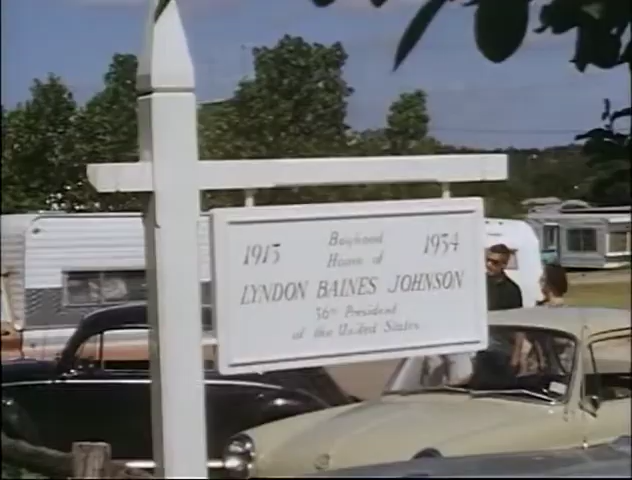 1913 Boyhood 1934
Home of
LYNDON BAINES JOHNSON
36th President
of the United States